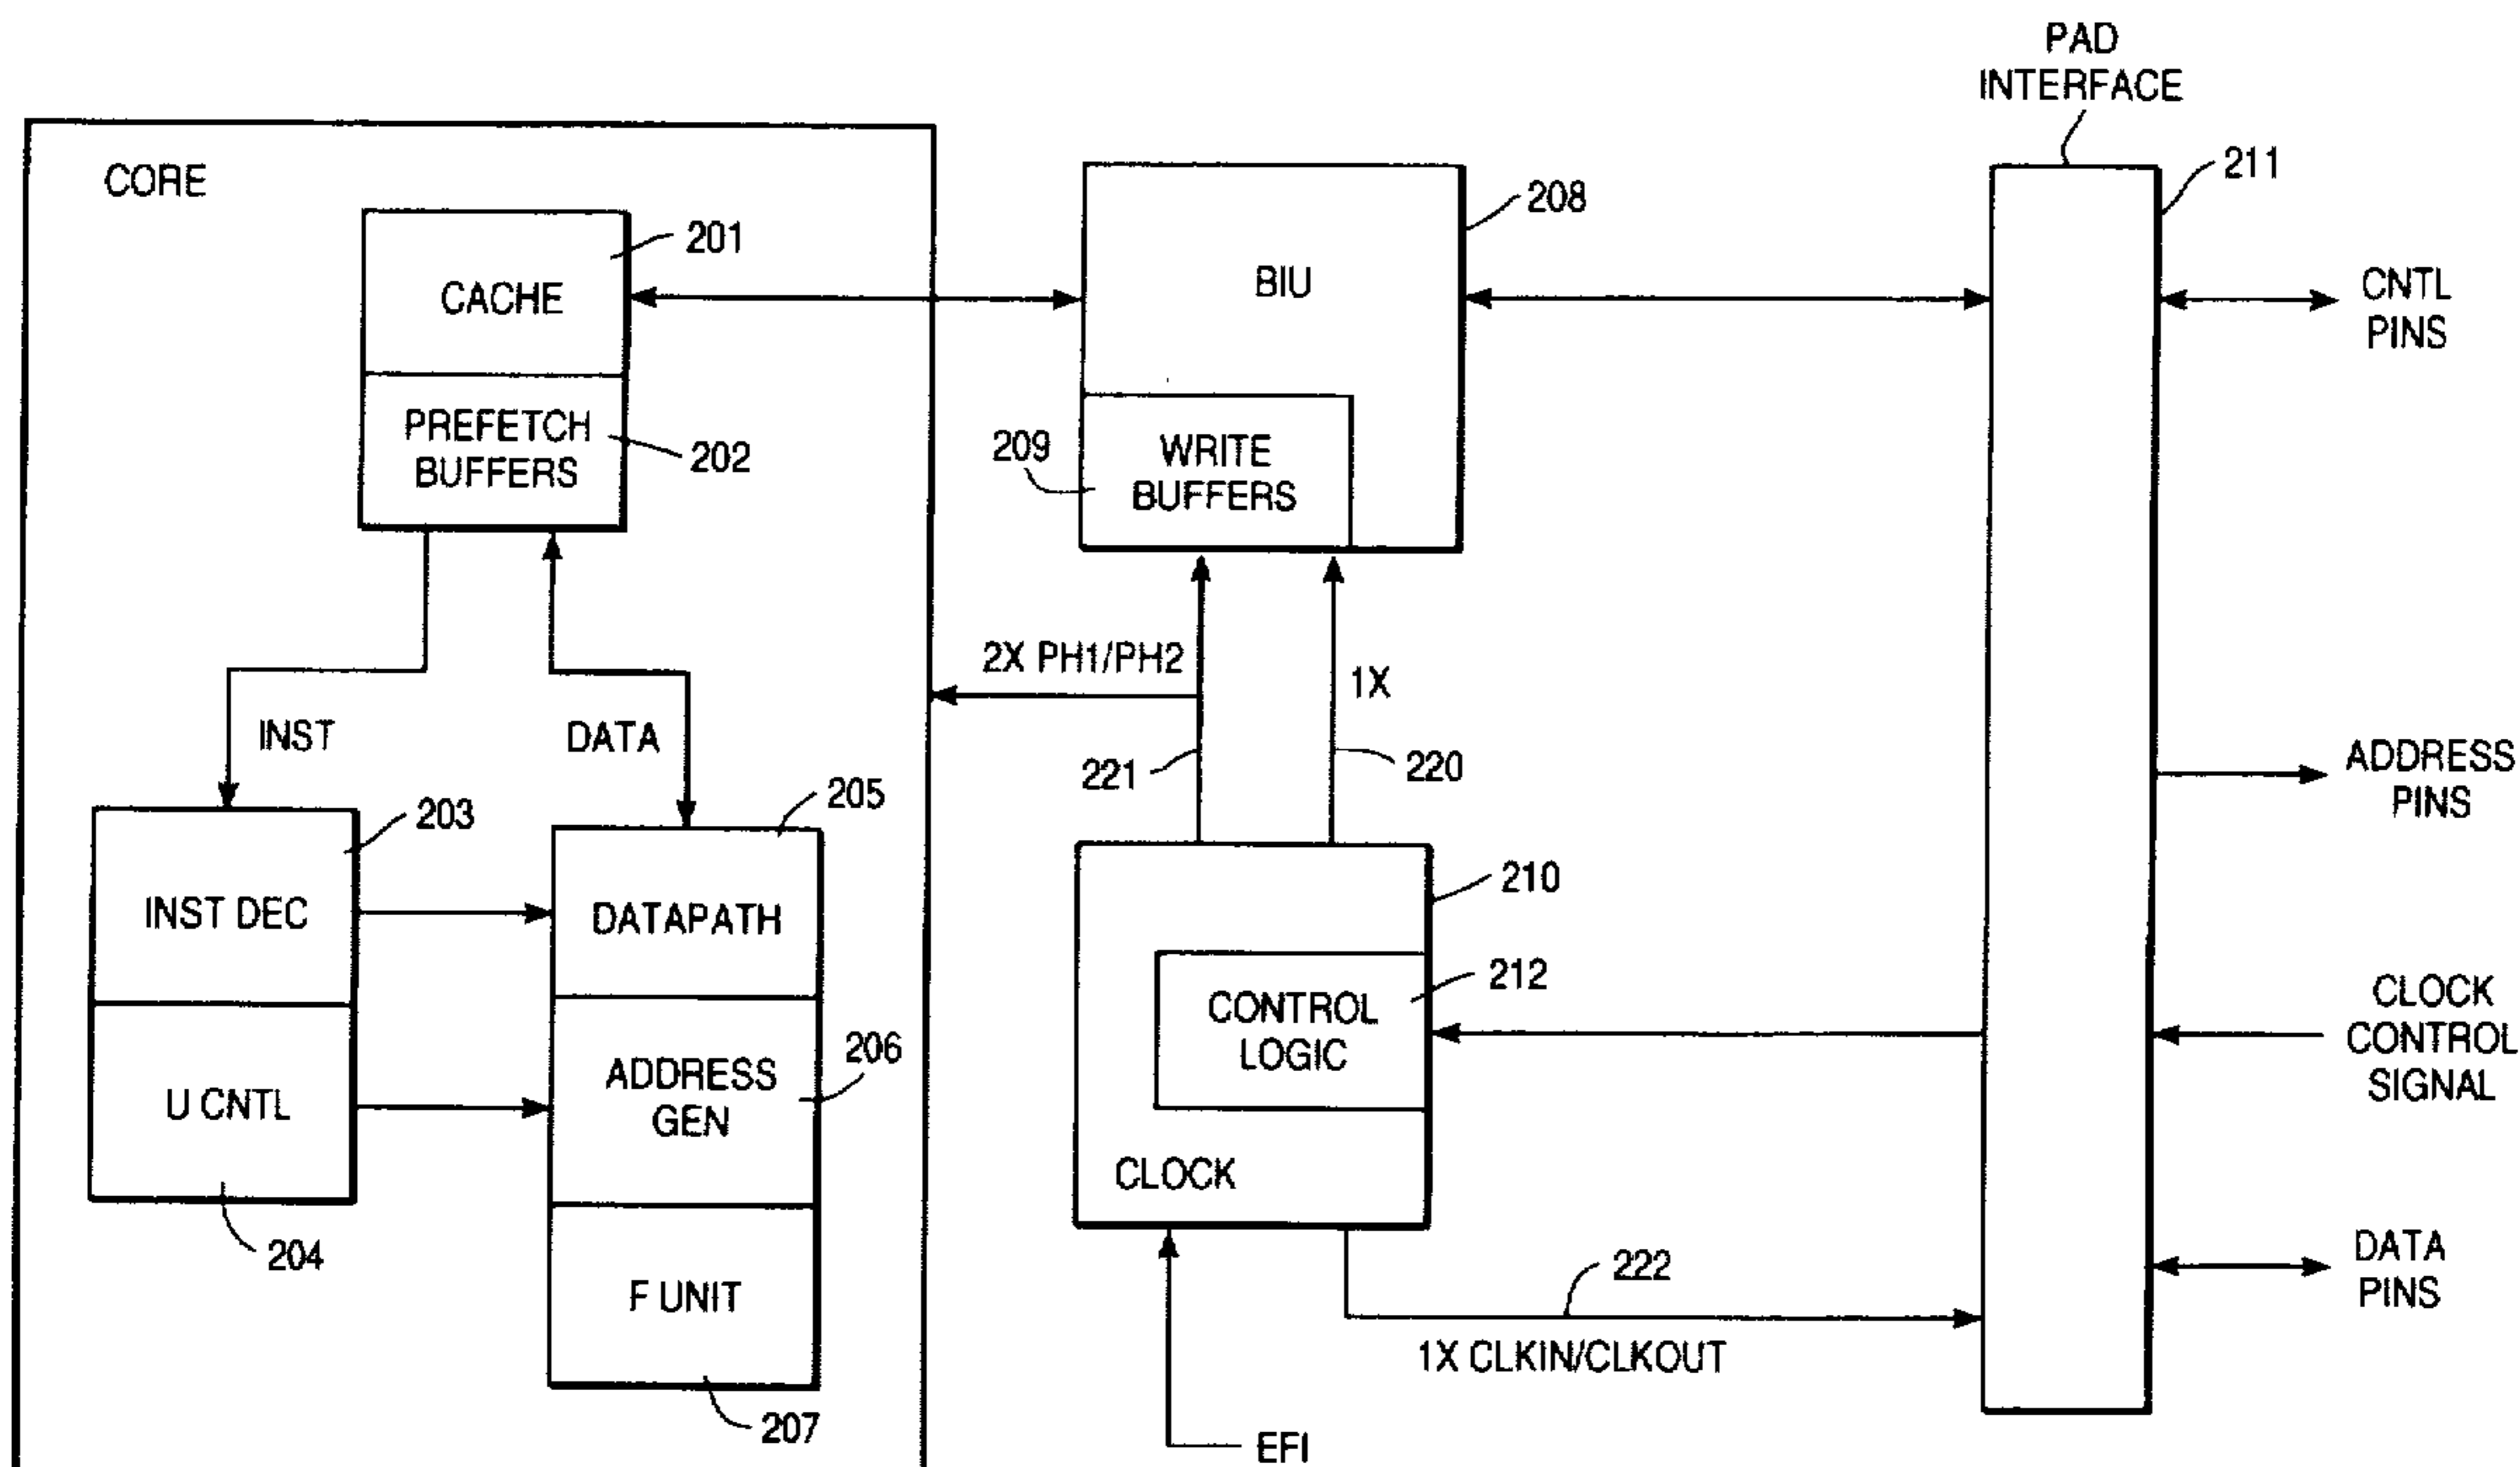 PAD
INTERFACE
211
CORE
201
CACHE
PREFETCH
BUFFERS
202
BIU
208
209
WRITE
BUFFERS
CNTL
PINS
2X PH1/PH2
1X
221
220
INST
DATA
203
INST DEC
U CNTL
204
205
DATAPATH
206
ADDRESS
GEN
F UNIT
207
210
212
CONTROL
LOGIC
CLOCK
222
1X CLKIN/CLKOUT
EFI
ADDRESS
PINS
CLOCK
CONTROL
SIGNAL
DATA
PINS